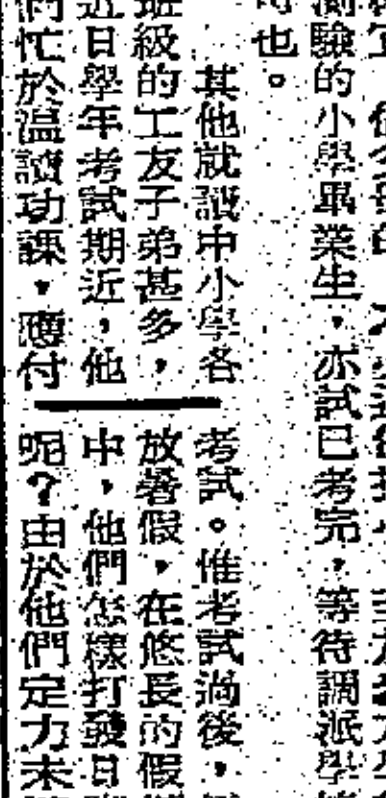 測驗的小學畢業生，亦試已考完，等待調派學
也。
其他就讀中小學各
班級的工友子弟甚多，
近日學年考試期近，他
們忙於温讀功課，應付
考試。惟考試過後，
放暑假，在悠長的假
中，他們怎樣打發日
呢？由於他們定力未